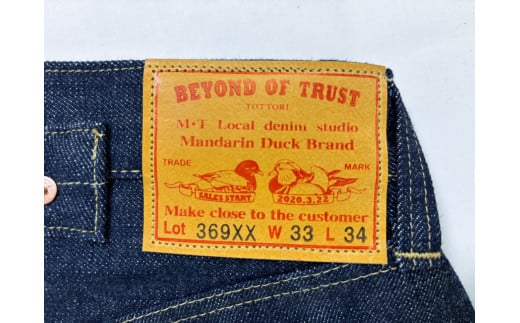 BEYOND OF TRUST
TOTTORI
M・T Local denim studio
Mandarin Duck Brand
TRADE MARK
SALES START 2020.3.22
Make close to the customer
Lot 369XX W 33 L 34